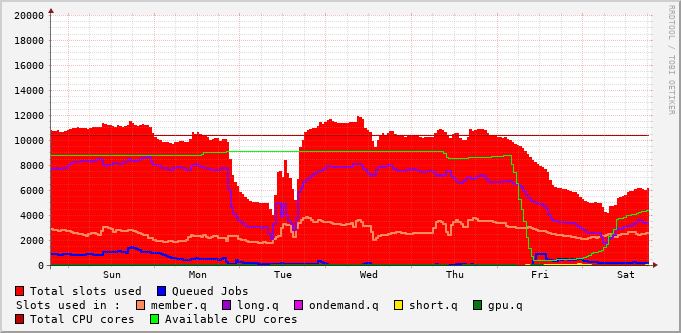 20000
18000
16000
14000
12000
10000
8000
6000
4000
2000
0
Sun Mon Tue Wed Thu Fri Sat
RRDTOOL / TOBI OETIKER
Total slots used Queued Jobs
Slots used in : member.q long.q ondemand.q short.q gpu.q
Total CPU cores Available CPU cores